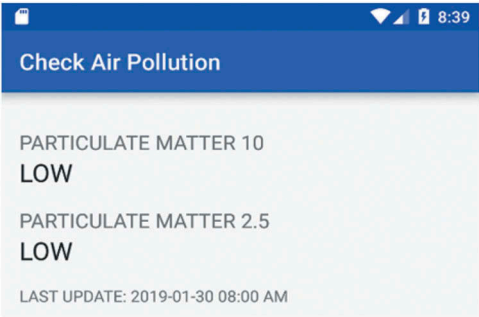 8:39
Check Air Pollution
PARTICULATE MATTER 10
LOW
PARTICULATE MATTER 2.5
LOW
LAST UPDATE: 2019-01-30 08:00 AM